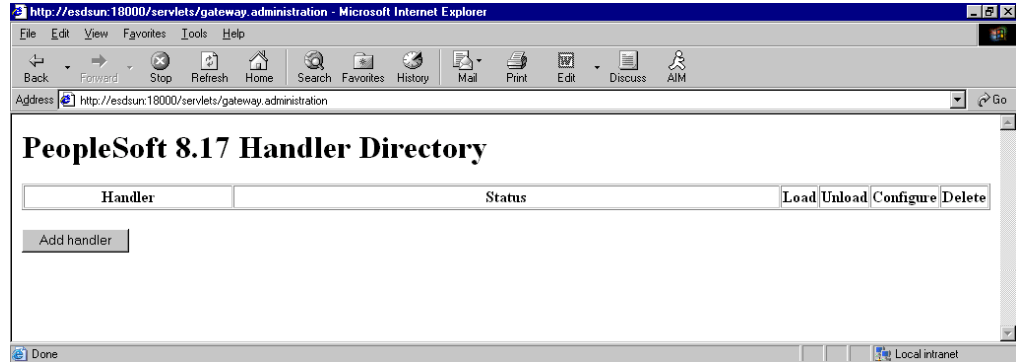 http://esdsun:18000/servlets/gateway.administration - Microsoft Internet Explorer
File Edit View Favorites Tools Help
Back Forward Stop Refresh Home Search Favorites History Mail Print Edit Discuss AIM
Address http://esdsun:18000/servlets/gateway.administration Go
PeopleSoft 8.17 Handler Directory
Handler Status Load Unload Configure Delete
Add handler
Done Local intranet